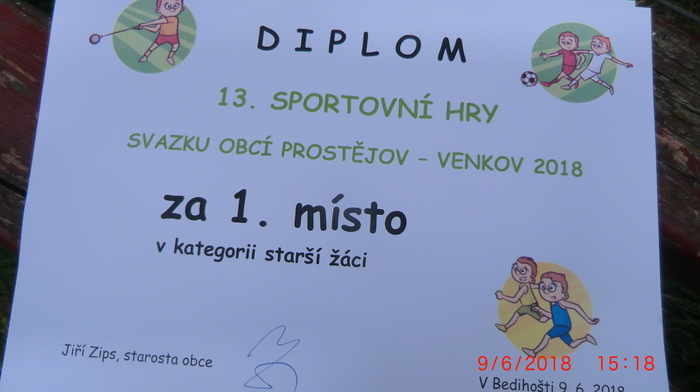 DIPLOM
13. SPORTOVNÍ HRY
SVAZKU OBCÍ PROSTĚJOV - VENKOV 2018
za 1. místo
v kategorii starší žáci
Jiří Zips, starosta obce
9/6/2018 15:18
V Bedihošti 9. 6. 2018